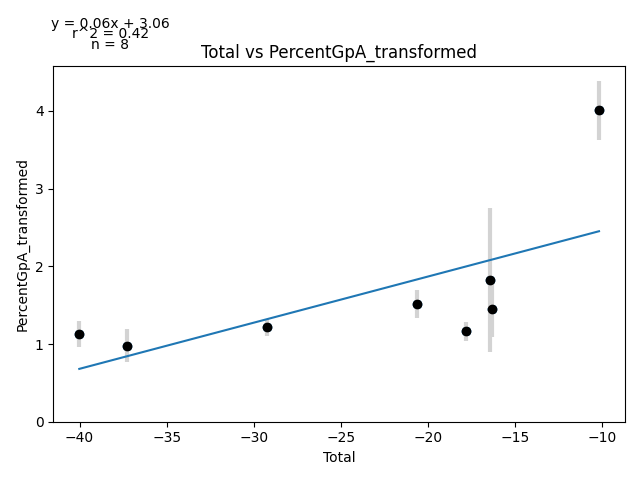 y = 0.06x + 3.06
r^2 = 0.42
n = 8
Total vs PercentGpA_transformed
PercentGpA_transformed
4
3
2
1
0
−40
−35
−30
−25
−20
−15
−10
Total